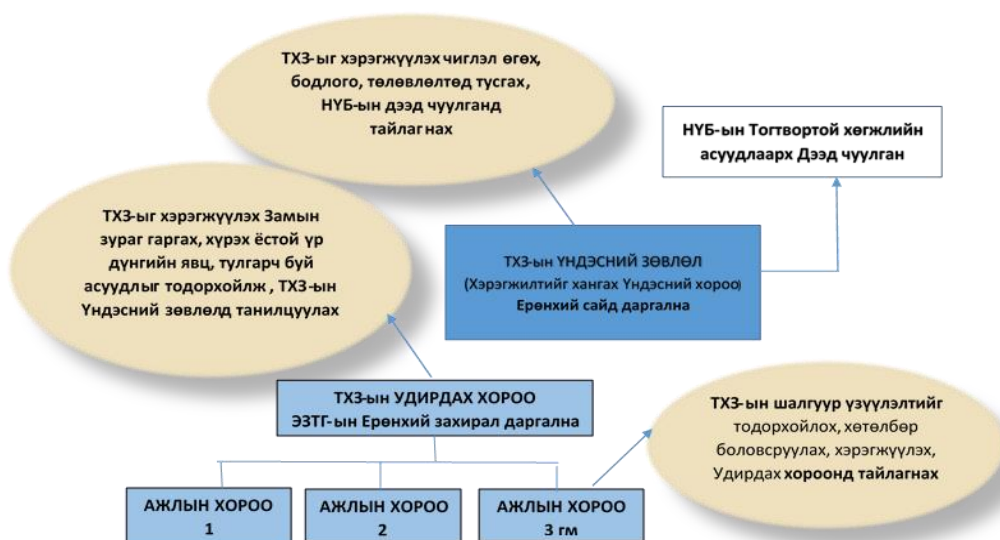 ТХЗ-ыг хэрэгжүүлэх чиглэл өгөх,
бодлого, төлөвлөлтөд тусгах,
НҮБ-ын дээд чуулганд
тайлагнах
НҮБ-ын Тогтвортой хөгжлийн
асуудлаарх Дээд чуулган
ТХЗ-ыг хэрэгжүүлэх Замын
зураг гаргах, хүрэх ёстой үр
дүнгийн явц, тулгарч буй
асуудлыг тодорхойлж , ТХЗ-ын
Үндэсний зөвлөлд танилцуулах
ТХЗ-ын ҮНДЭСНИЙ ЗӨВЛӨЛ
(Хэрэгжилтийг хангах Үндэсний хороо)
Ерөнхий сайд даргална
ТХЗ-ын УДИРДАХ ХОРОО
ЭЗТГ-ын Ерөнхий захирал даргална
ТХЗ-ын шалгуур үзүүлэлтийг
тодорхойлох, хөтөлбөр
боловсруулах, хэрэгжүүлэх,
Удирдах хороонд тайлагнах
АЖЛЫН ХОРОО
1
АЖЛЫН ХОРОО
2
АЖЛЫН ХОРОО
3 гм